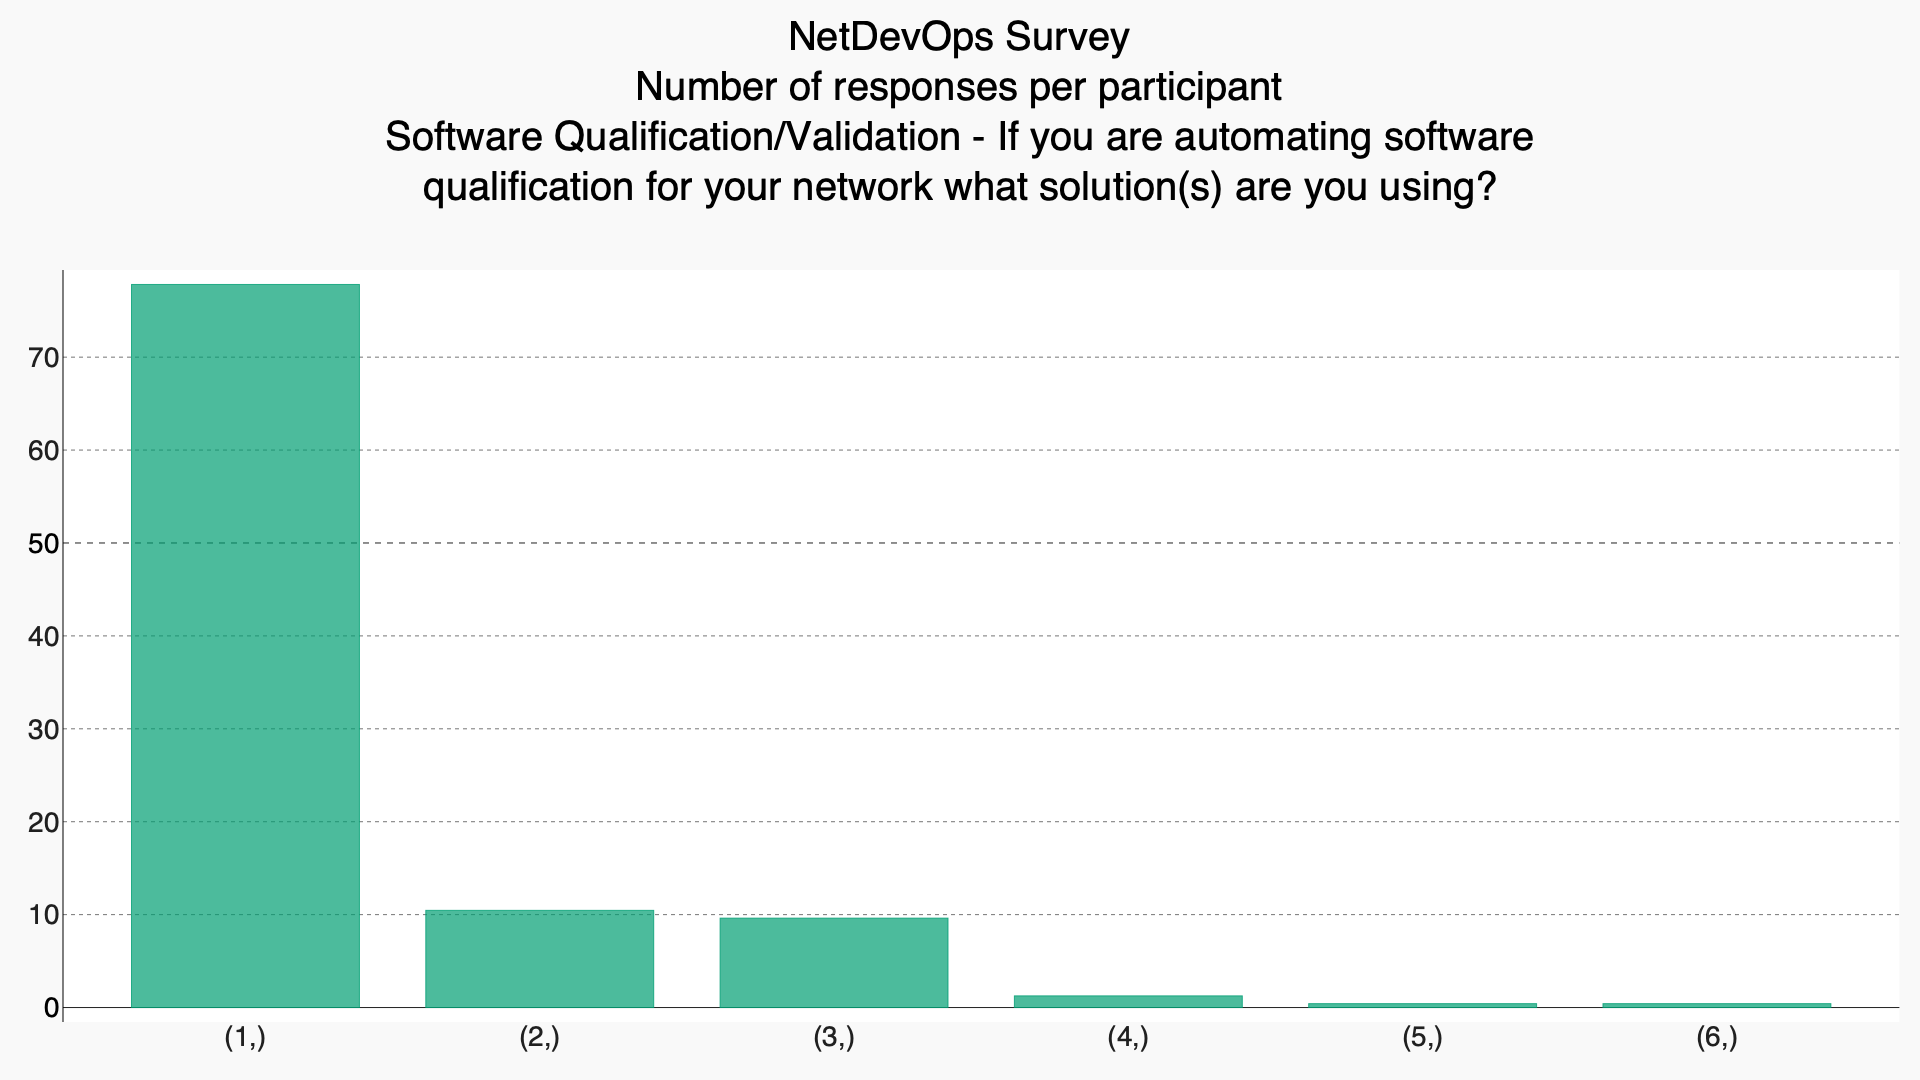 NetDevOps Survey
Number of responses per participant
Software Qualification/Validation - If you are automating software
qualification for your network what solution(s) are you using?
70
60
50
40
30
20
10
0
(1,) (2,) (3,) (4,) (5,) (6,)